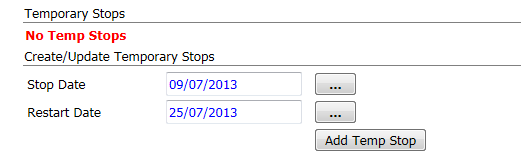 Temporary Stops
No Temp Stops
Create/Update Temporary Stops
Stop Date 09/07/2013 ...
Restart Date 25/07/2013 ...
Add Temp Stop